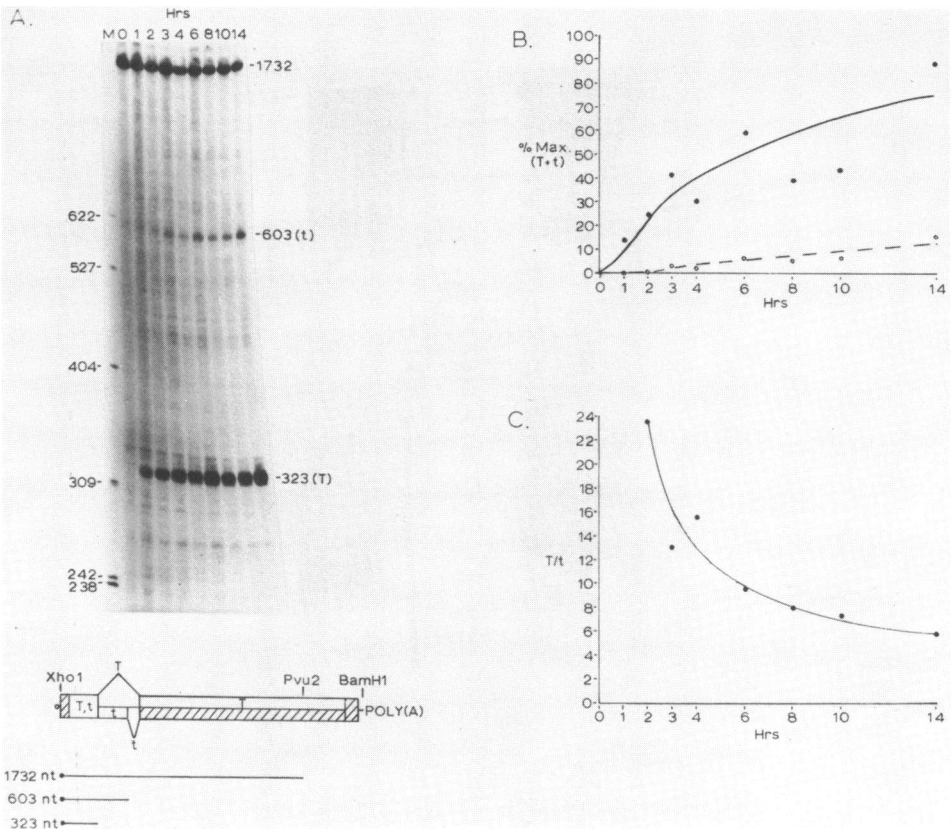 A.
Hrs
M 0 1 2 3 4 6 8 10 14
-1732
622-
-603(t)
527-
404-
309-
-323(T)
242-
238-
Xho1
T
Pvu2
BamH1
T,t
t
T
POLY(A)
t
1732 nt
603 nt
323 nt
B.
100
90
80
70
60
50
40
30
20
10
0
% Max.
(T+t)
0 1 2 3 4 6 8 10 14
Hrs
C.
24
22
20
18
16
14
12
10
8
6
4
2
0
T/t
0 2 3 4 6 8 10 14
Hrs